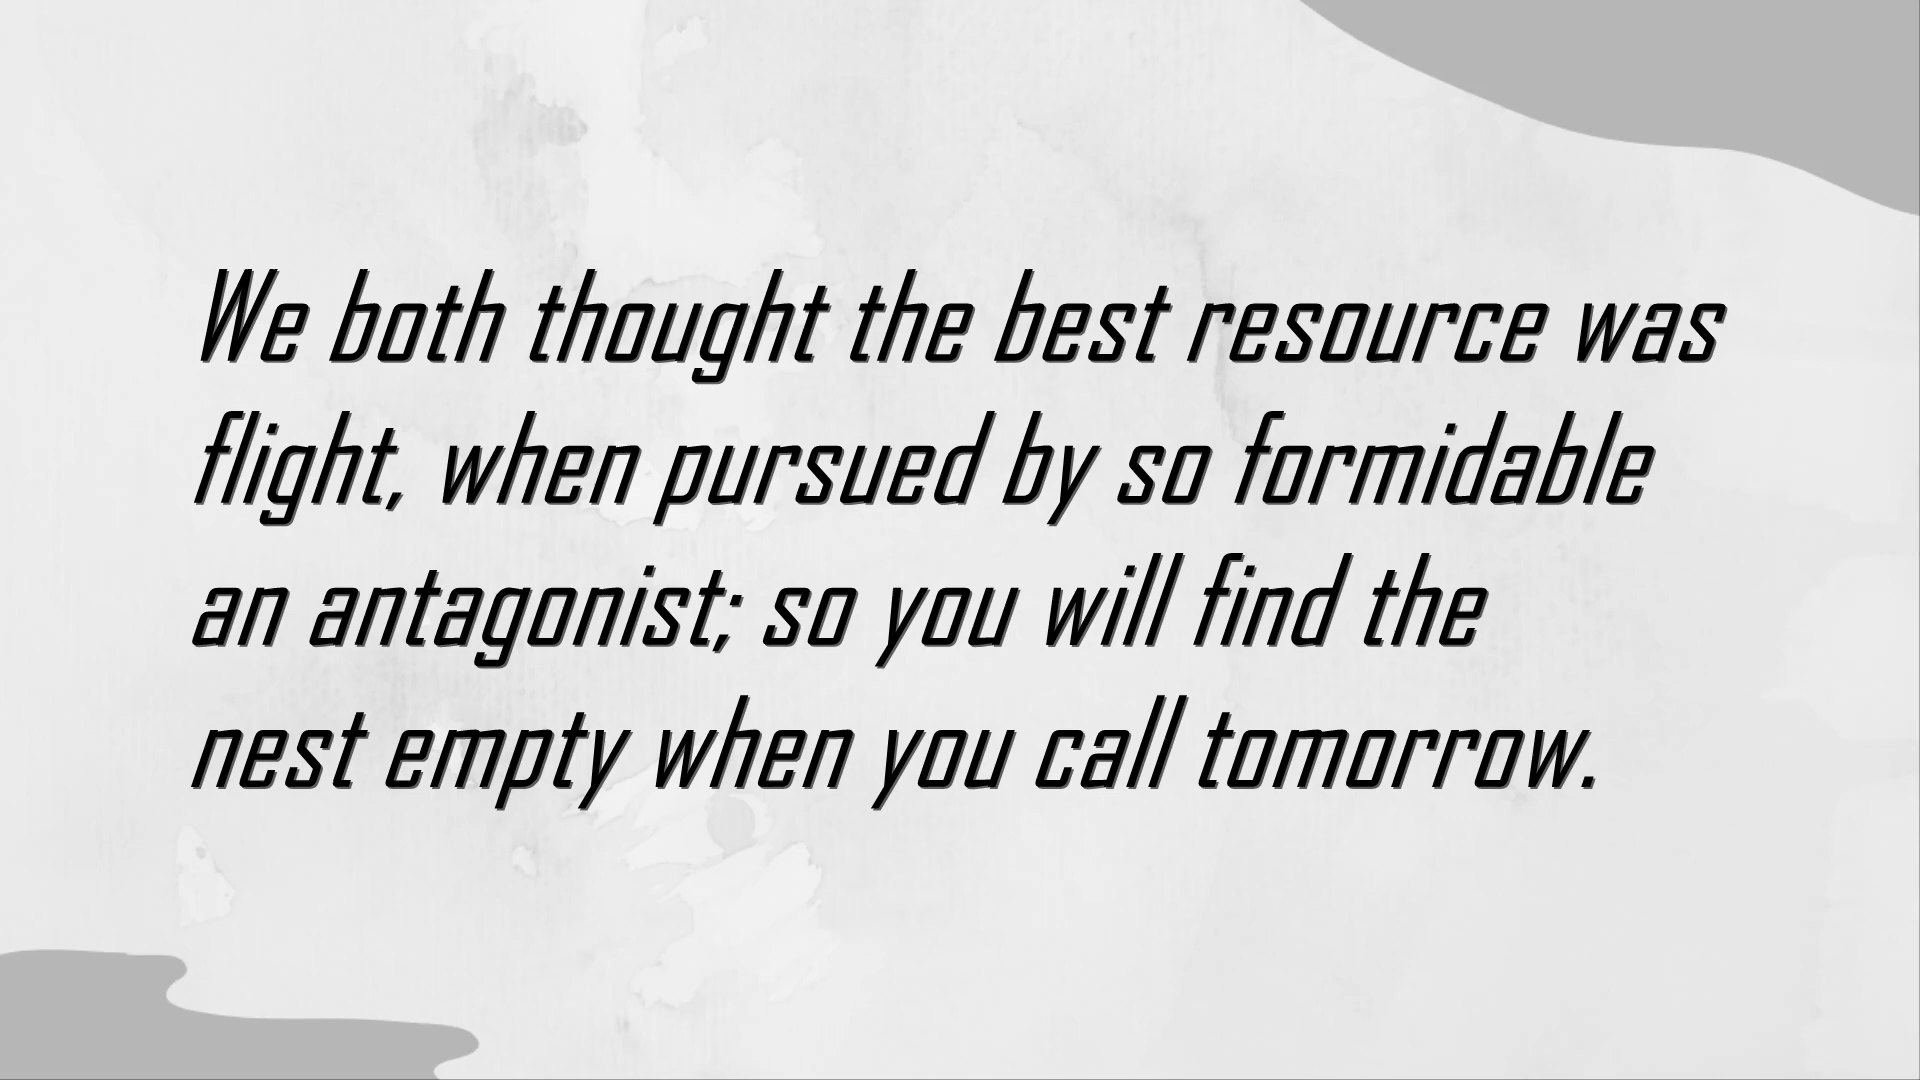 We both thought the best resource was
flight, when pursued by so formidable
an antagonist; so you will find the
nest empty when you call tomorrow.